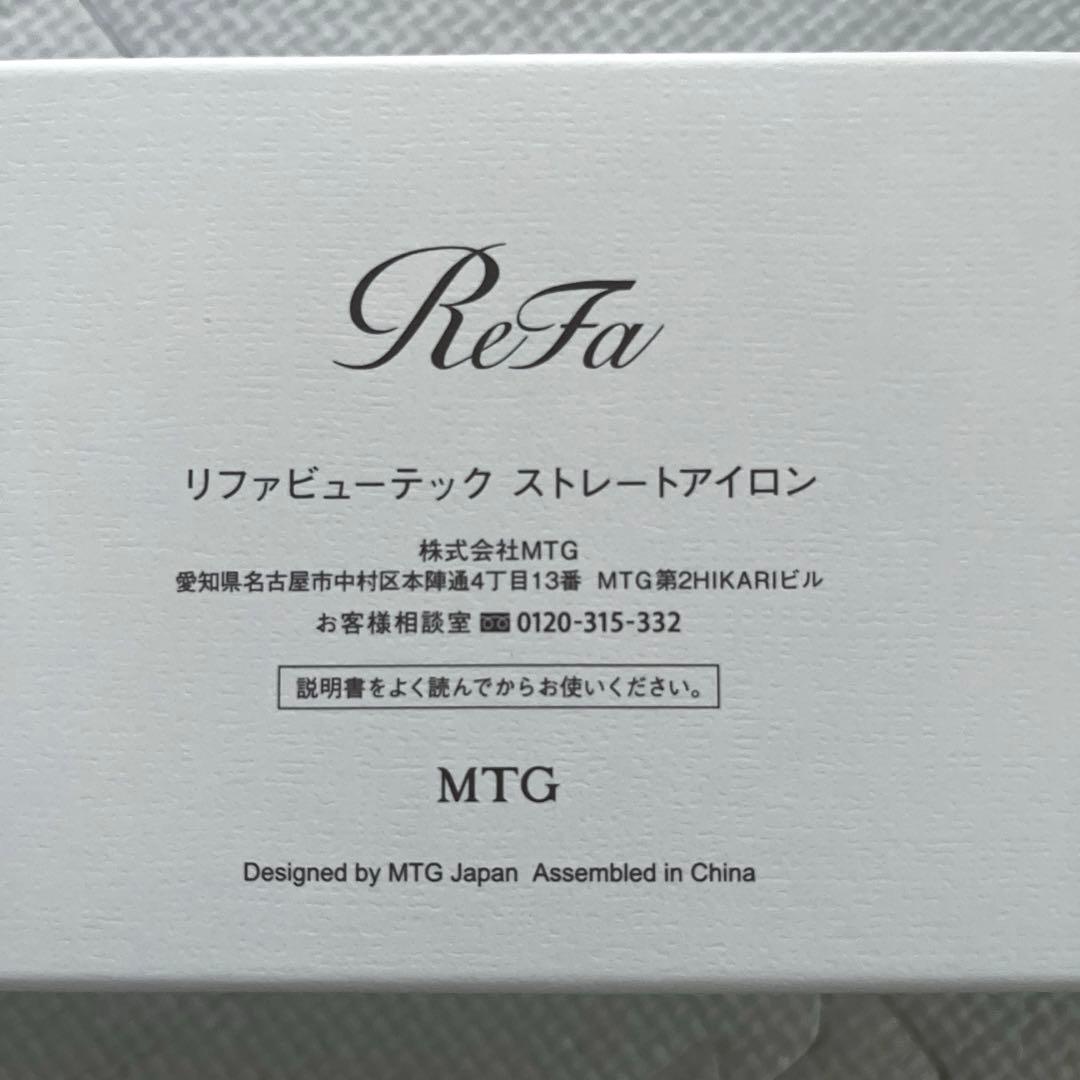 ReFa
リファビューテック ストレートアイロン
株式会社MTG
愛知県名古屋市中村区本陣通4丁目13番 MTG第2HIKARIビル
お客様相談室 0120-315-332
説明書をよく読んでからお使いください。
MTG
Designed by MTG Japan Assembled in China